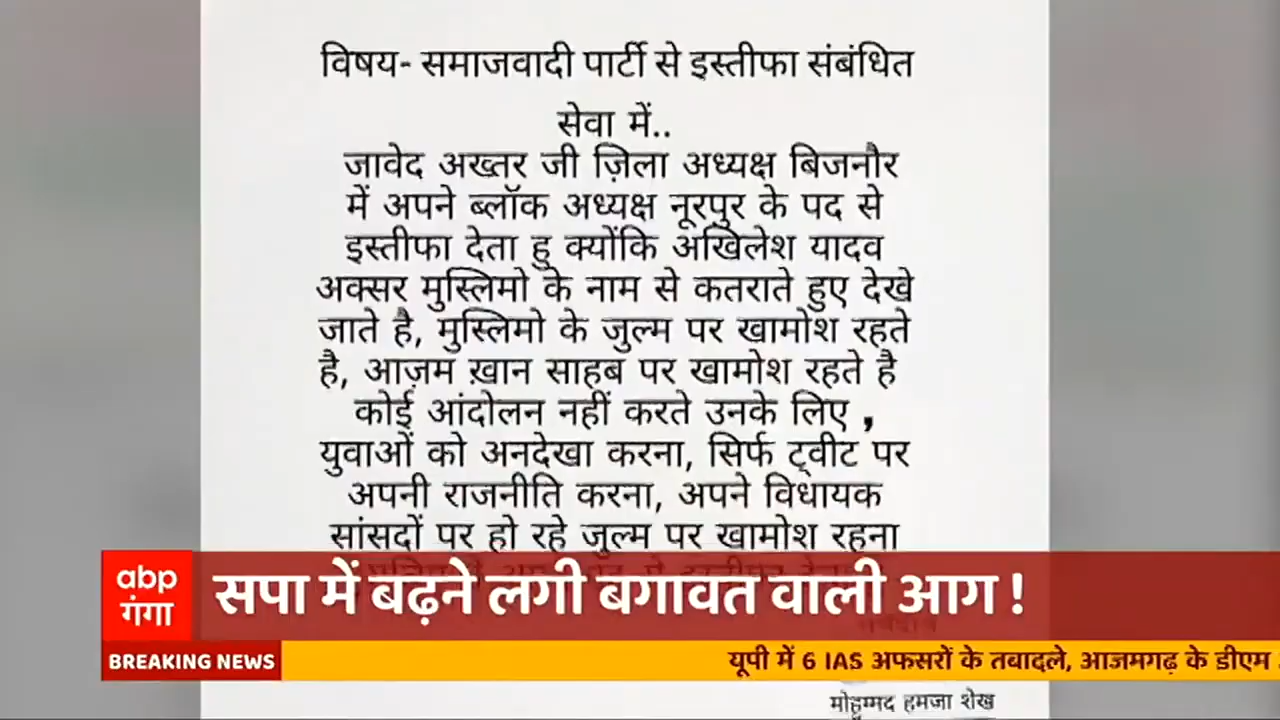 विषय- समाजवादी पार्टी से इस्तीफा संबंधित
सेवा में..
जावेद अख्तर जी ज़िला अध्यक्ष बिजनौर
में अपने ब्लॉक अध्यक्ष नूरपुर के पद से
इस्तीफा देता हु क्योंकि अखिलेश यादव
अक्सर मुस्लिमो के नाम से कतराते हुए देखे
जाते है, मुस्लिमो के जुल्म पर खामोश रहते
है, आज़म ख़ान साहब पर खामोश रहते है
कोई आंदोलन नहीं करते उनके लिए ,
युवाओं को अनदेखा करना, सिर्फ ट्वीट पर
अपनी राजनीति करना, अपने विधायक
सांसदों पर हो रहे जुल्म पर खामोश रहना
abp
गंगा
सपा में बढ़ने लगी बगावत वाली आग !
BREAKING NEWS
यूपी में 6 IAS अफसरों के तबादले, आजमगढ़ के डीएम
मोहम्मद हमजा शेख